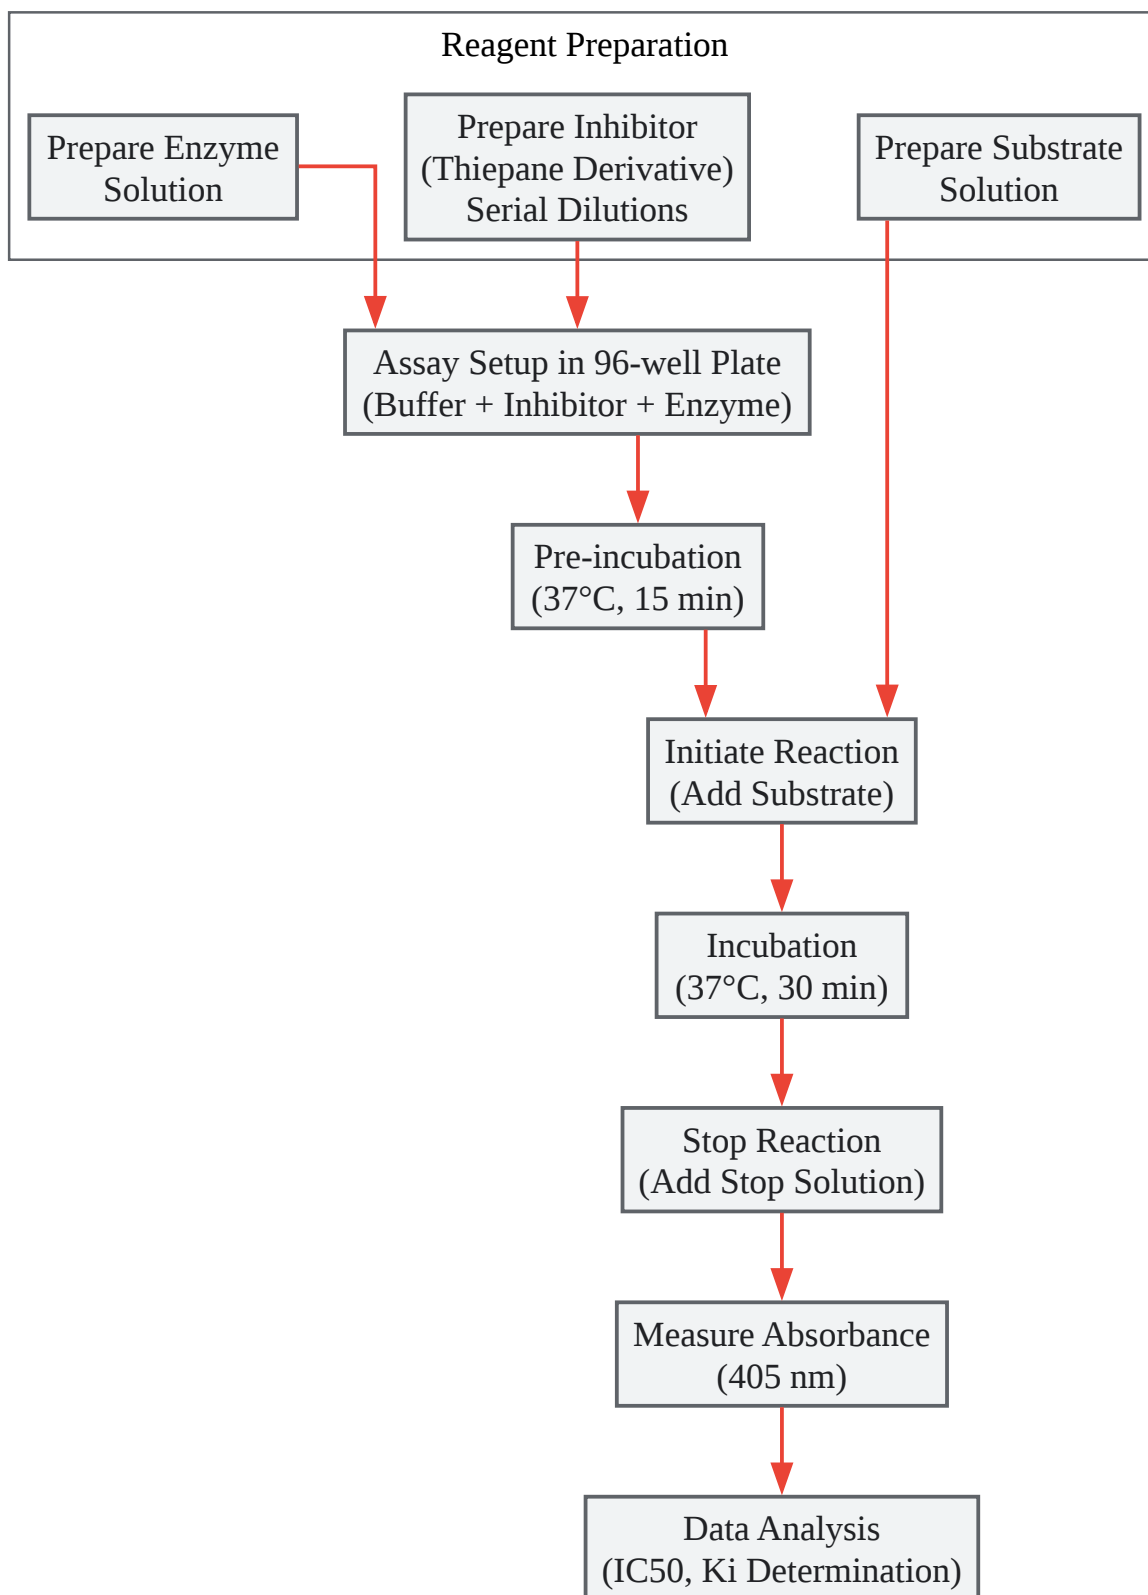 Reagent Preparation
Prepare Enzyme
Solution
Prepare Inhibitor
(Thiepane Derivative)
Serial Dilutions
Prepare Substrate
Solution
Assay Setup in 96-well Plate
(Buffer + Inhibitor + Enzyme)
Pre-incubation
(37°C, 15 min)
Initiate Reaction
(Add Substrate)
Incubation
(37°C, 30 min)
Stop Reaction
(Add Stop Solution)
Measure Absorbance
(405 nm)
Data Analysis
(IC50, Ki Determination)